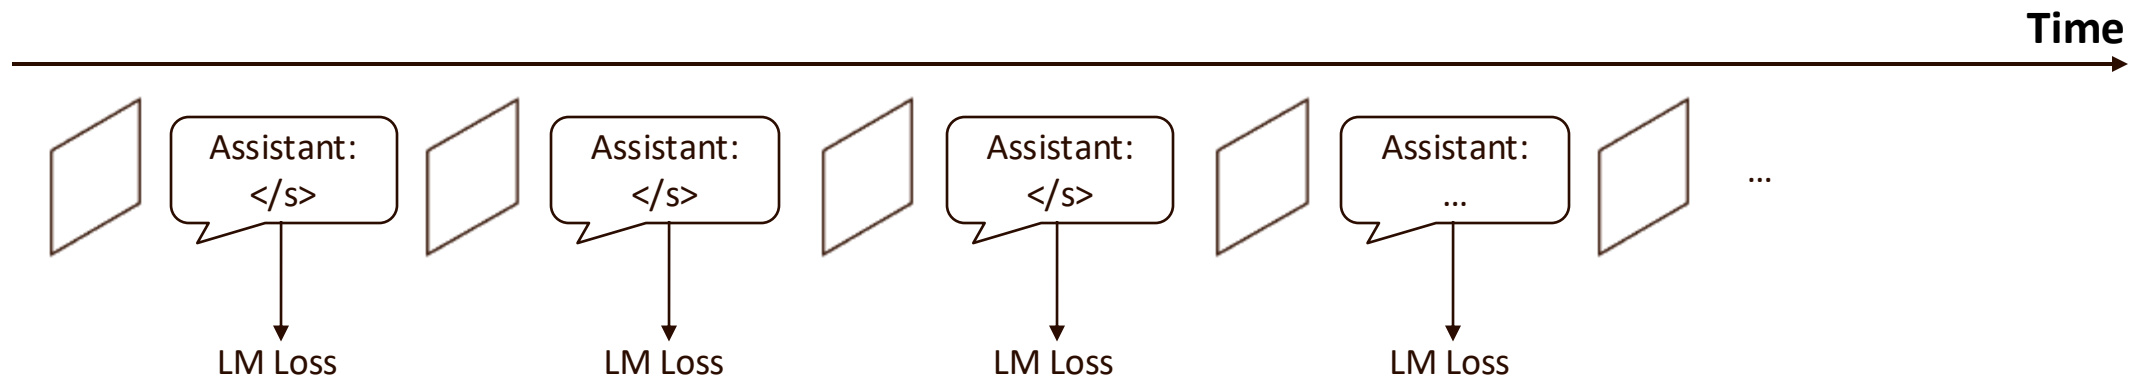 Time
Assistant:
</s>
Assistant:
</s>
Assistant:
</s>
Assistant:
...
...
LM Loss
LM Loss
LM Loss
LM Loss